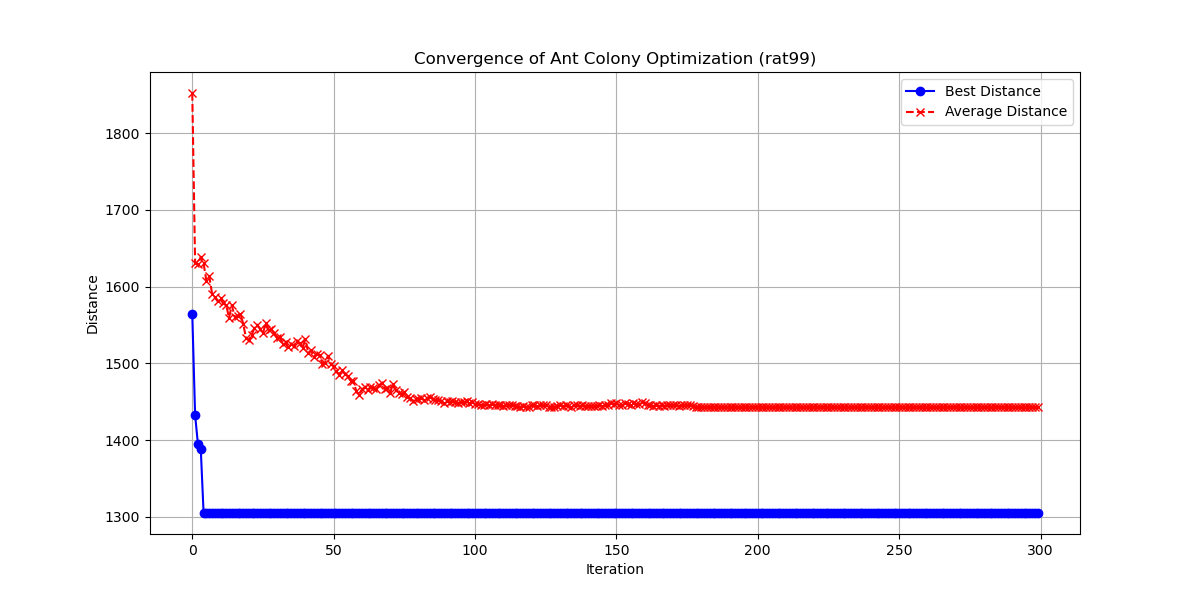 Convergence of Ant Colony Optimization (rat99)
Best Distance
Average Distance
Distance
1800
1700
1600
1500
1400
1300
0 50 100 150 200 250 300
Iteration